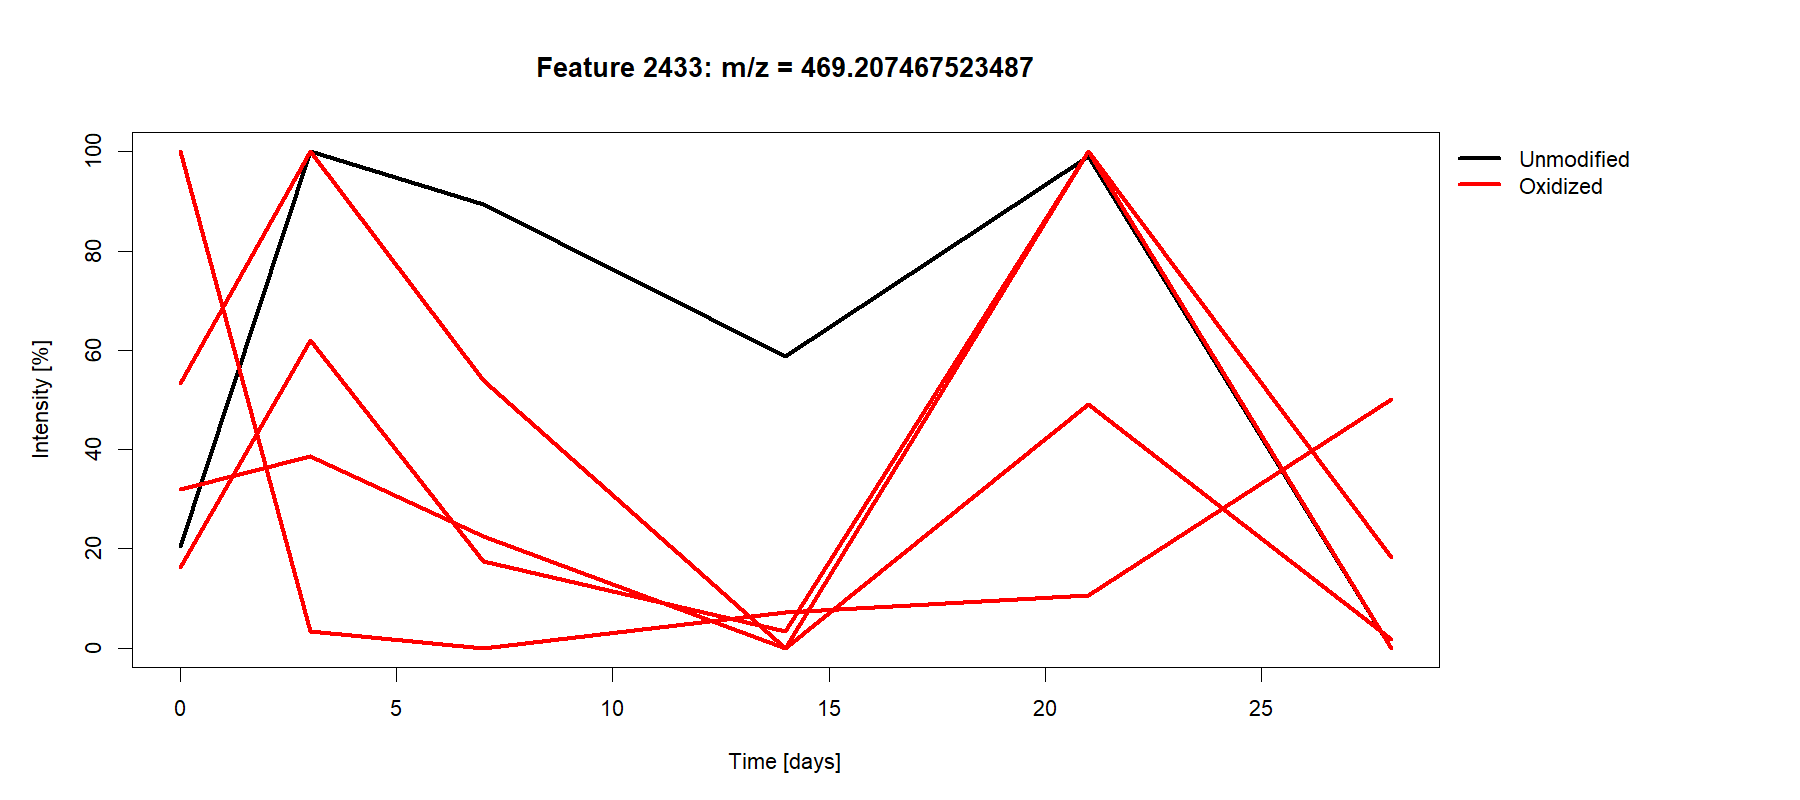 Feature 2433: m/z = 469.207467523487
Unmodified
Oxidized
Intensity [%]
100
80
60
40
20
0
0 5 10 15 20 25
Time [days]